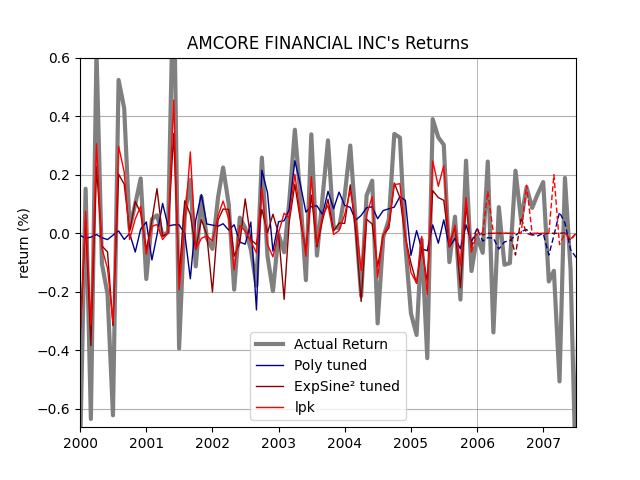 AMCORE FINANCIAL INC's Returns
return (%)
0.6
0.4
0.2
0.0
−0.2
−0.4
−0.6
Actual Return
Poly tuned
ExpSine² tuned
lpk
2000 2001 2002 2003 2004 2005 2006 2007